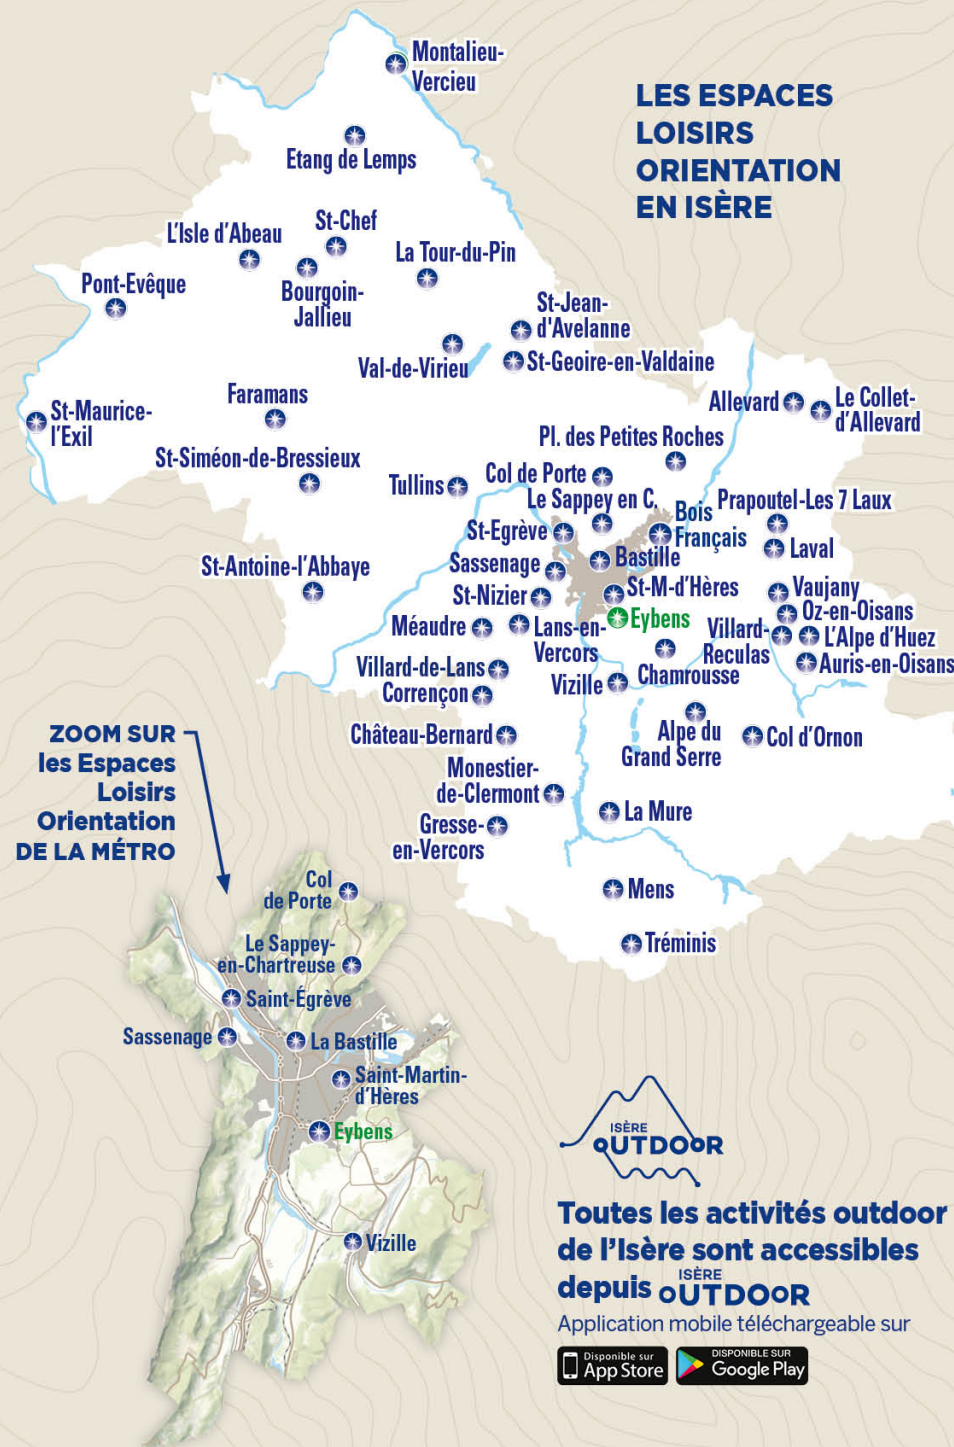 Montalieu-
Vercieu
LES ESPACES
LOISIRS
ORIENTATION
EN ISÈRE
Etang de Lemps
St-Chef
L'Isle d'Abeau
La Tour-du-Pin
Pont-Evêque
Bourgoin-
Jallieu
St-Jean-
d'Avelanne
Val-de-Virieu
St-Geoire-en-Valdaine
Faramans
St-Maurice-
l'Exil
Allevard
Le Collet-
d'Allevard
Pl. des Petites Roches
St-Siméon-de-Bressieux
Tullins
Col de Porte
Le Sappey en C.
Prapoutel-Les 7 Laux
Bois
Français
St-Egrève
Laval
Bastille
Sassenage
St-Antoine-l'Abbaye
St-M-d'Hères
Vaujany
St-Nizier
Oz-en-Oisans
Eybens
Méaudre
Lans-en-
Vercors
Villard-
Reculas
L'Alpe d'Huez
Auris-en-Oisans
Villard-de-Lans
Chamrousse
Corrençon
Vizille
Château-Bernard
Alpe du
Grand Serre
Col d'Ornon
Monestier-
de-Clermont
La Mure
Gresse-
en-Vercors
Mens
Tréminis
ZOOM SUR
les Espaces
Loisirs
Orientation
DE LA MÉTRO
Col
de Porte
Le Sappey-
en-Chartreuse
Saint-Égrève
Sassenage
La Bastille
Saint-Martin-
d'Hères
Eybens
Vizille
ISÈRE
OUTDOOR
Toutes les activités outdoor
de l'Isère sont accessibles
depuis ISÈRE OUTDOOR
Application mobile téléchargeable sur
Disponible sur
App Store
DISPONIBLE SUR
Google Play